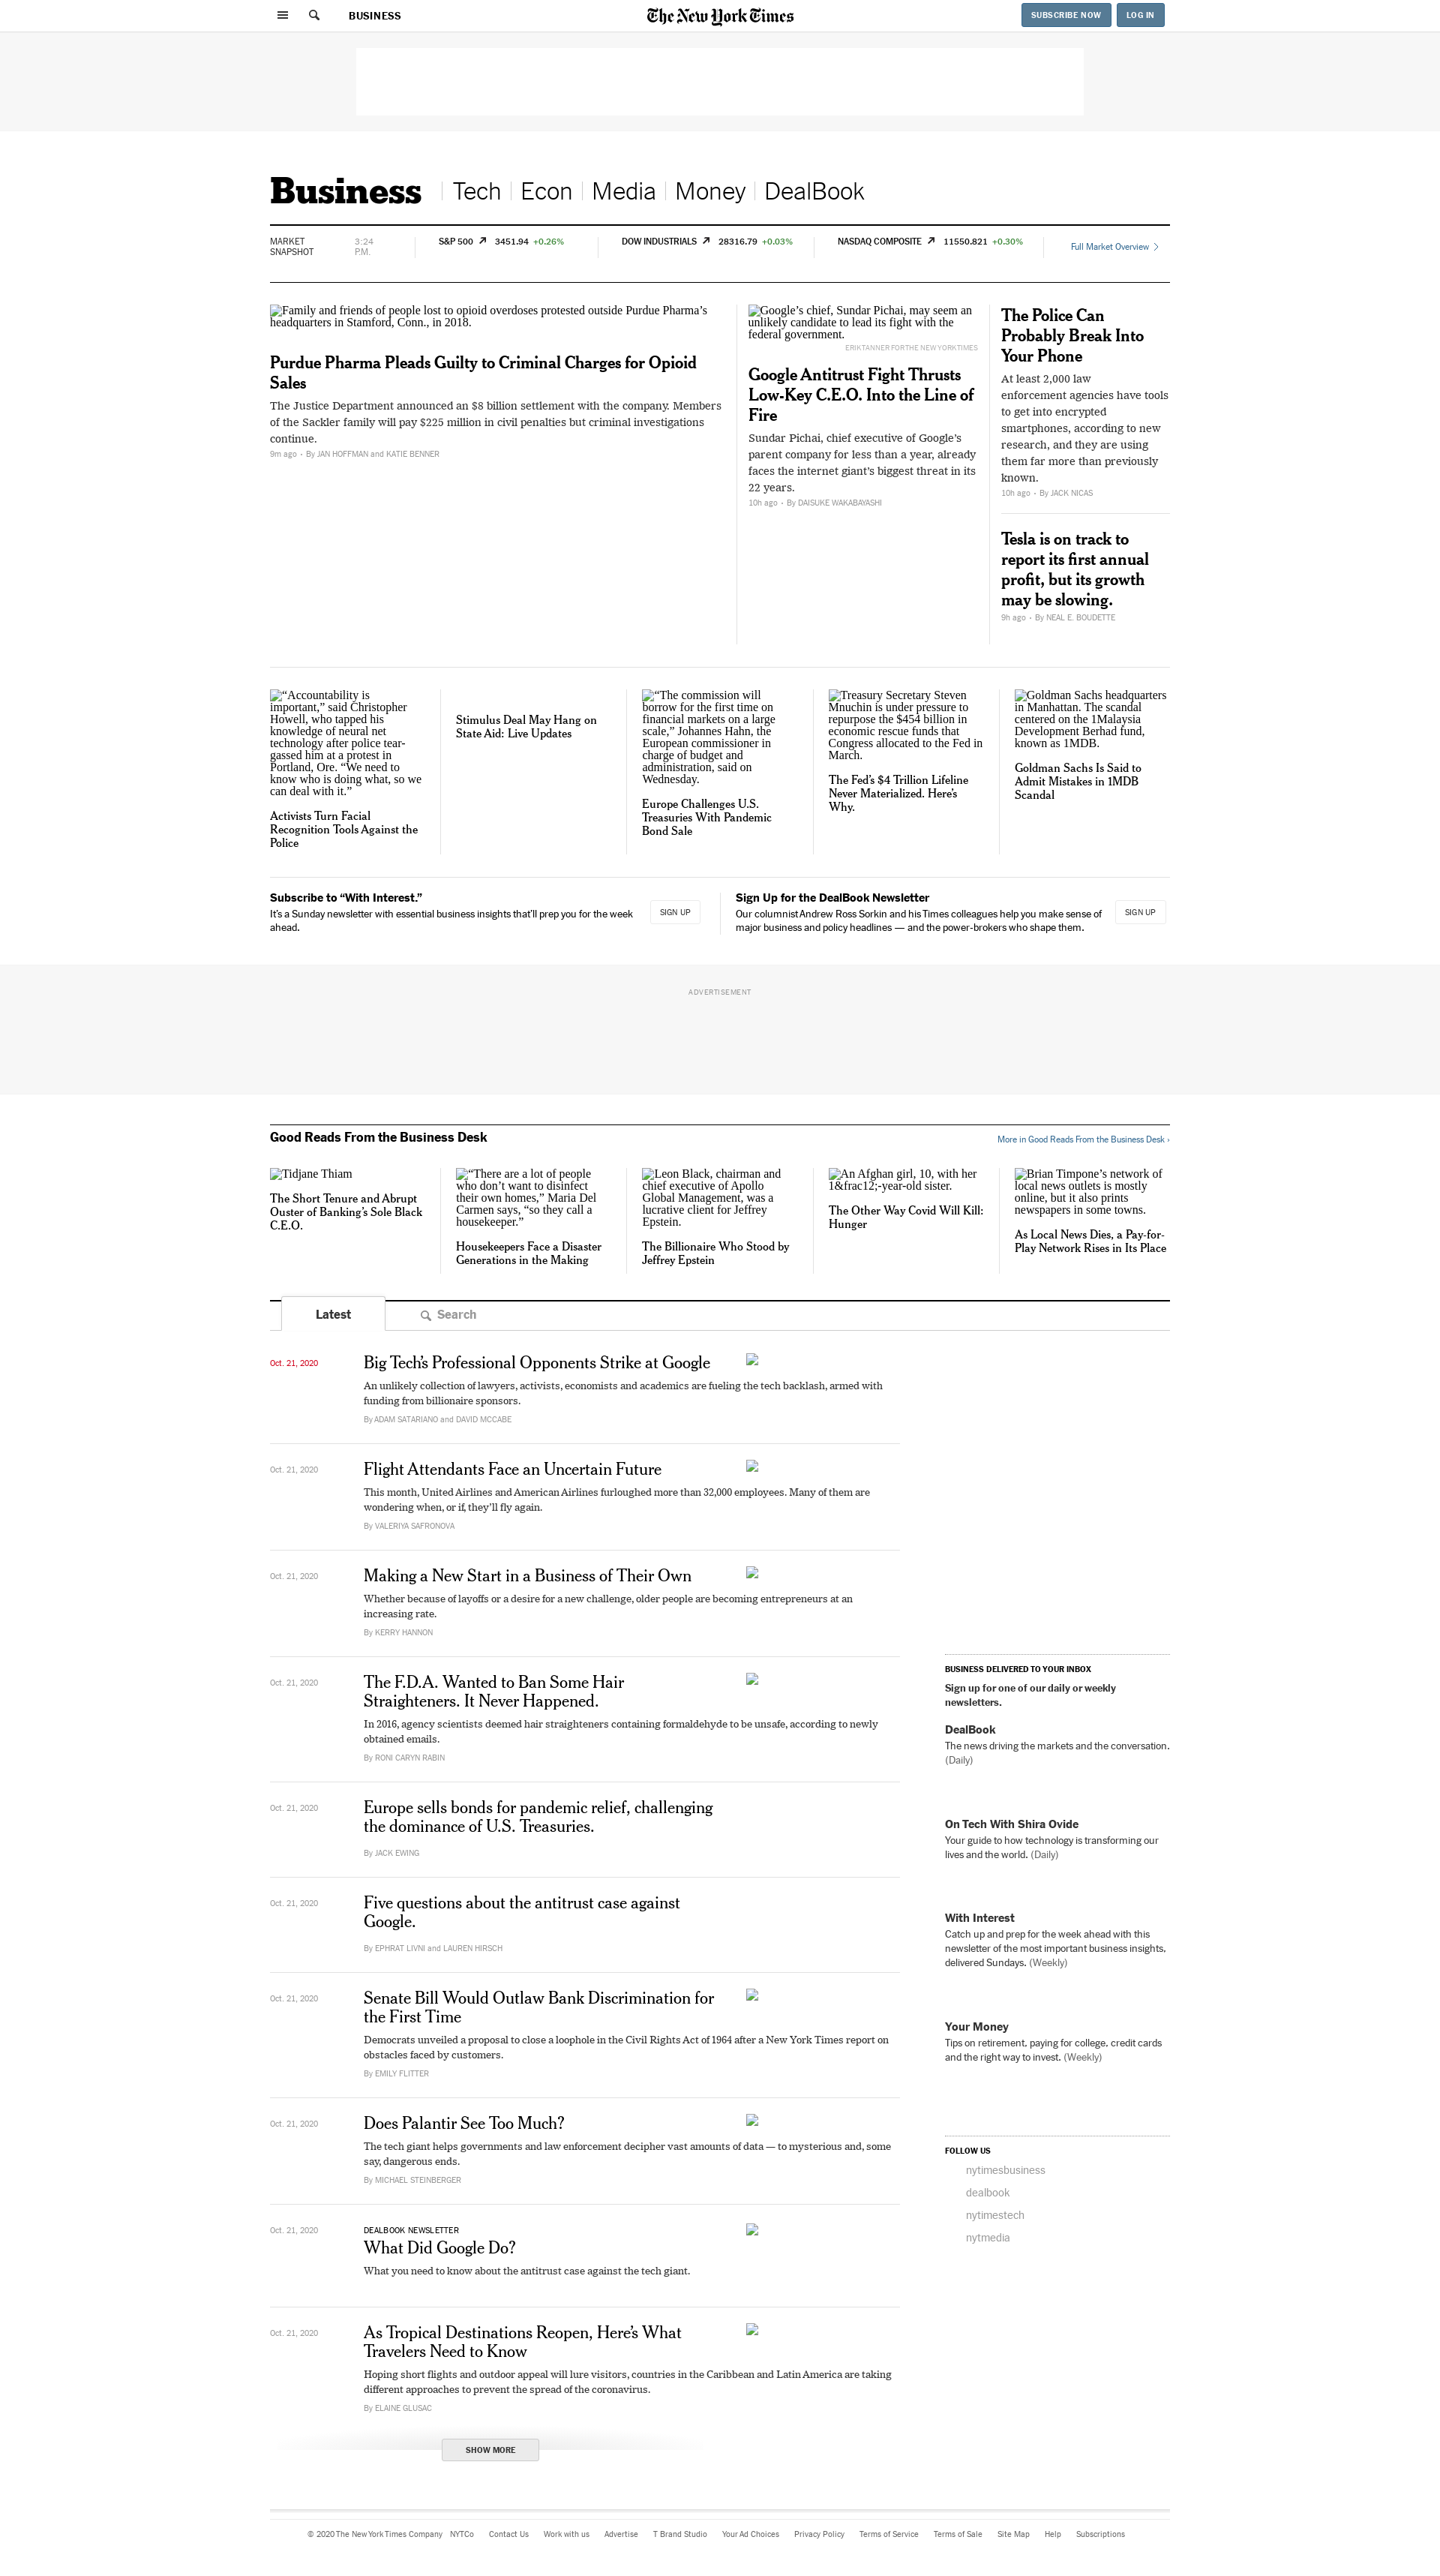 BUSINESS
The New York Times
SUBSCRIBE NOW
LOG IN
Business
Tech
Econ
Media
Money
DealBook
MARKET
SNAPSHOT
3:24
P.M.
S&P 500 3451.94 +0.26%
DOW INDUSTRIALS 28316.79 +0.03%
NASDAQ COMPOSITE 11550.821 +0.30%
Full Market Overview
Family and friends of people lost to opioid overdoses protested outside Purdue Pharma’s
headquarters in Stamford, Conn., in 2018.
Purdue Pharma Pleads Guilty to Criminal Charges for Opioid
Sales
The Justice Department announced an $8 billion settlement with the company. Members
of the Sackler family will pay $225 million in civil penalties but criminal investigations
continue.
9m ago • By JAN HOFFMAN and KATIE BENNER
Google’s chief, Sundar Pichai, may seem an
unlikely candidate to lead its fight with the
federal government.
ERIK TANNER FOR THE NEW YORK TIMES
Google Antitrust Fight Thrusts
Low-Key C.E.O. Into the Line of
Fire
Sundar Pichai, chief executive of Google’s
parent company for less than a year, already
faces the internet giant’s biggest threat in its
22 years.
10h ago • By DAISUKE WAKABAYASHI
The Police Can
Probably Break Into
Your Phone
At least 2,000 law
enforcement agencies have tools
to get into encrypted
smartphones, according to new
research, and they are using
them far more than previously
known.
10h ago • By JACK NICAS
Tesla is on track to
report its first annual
profit, but its growth
may be slowing.
9h ago • By NEAL E. BOUDETTE
“Accountability is
important,” said Christopher
Howell, who tapped his
knowledge of neural net
technology after police tear-
gassed him at a protest in
Portland, Ore. “We need to
know who is doing what, so we
can deal with it.”
Activists Turn Facial
Recognition Tools Against the
Police
Stimulus Deal May Hang on
State Aid: Live Updates
“The commission will
borrow for the first time on
financial markets on a large
scale,” Johannes Hahn, the
European commissioner in
charge of budget and
administration, said on
Wednesday.
Europe Challenges U.S.
Treasuries With Pandemic
Bond Sale
Treasury Secretary Steven
Mnuchin is under pressure to
repurpose the $454 billion in
economic rescue funds that
Congress allocated to the Fed in
March.
The Fed’s $4 Trillion Lifeline
Never Materialized. Here’s
Why.
Goldman Sachs headquarters
in Manhattan. The scandal
centered on the 1Malaysia
Development Berhad fund,
known as 1MDB.
Goldman Sachs Is Said to
Admit Mistakes in 1MDB
Scandal
Subscribe to “With Interest.”
It’s a Sunday newsletter with essential business insights that’ll prep you for the week
ahead.
SIGN UP
Sign Up for the DealBook Newsletter
Our columnist Andrew Ross Sorkin and his Times colleagues help you make sense of
major business and policy headlines — and the power-brokers who shape them.
SIGN UP
ADVERTISEMENT
Good Reads From the Business Desk
More in Good Reads From the Business Desk ›
Tidjane Thiam
The Short Tenure and Abrupt
Ouster of Banking’s Sole Black
C.E.O.
“There are a lot of people
who don’t want to disinfect
their own homes,” Maria Del
Carmen says, “so they call a
housekeeper.”
Housekeepers Face a Disaster
Generations in the Making
Leon Black, chairman and
chief executive of Apollo
Global Management, was a
lucrative client for Jeffrey
Epstein.
The Billionaire Who Stood by
Jeffrey Epstein
An Afghan girl, 10, with her
1&frac12;-year-old sister.
The Other Way Covid Will Kill:
Hunger
Brian Timpone’s network of
local news outlets is mostly
online, but it also prints
newspapers in some towns.
As Local News Dies, a Pay-for-
Play Network Rises in Its Place
Latest
Search
Oct. 21, 2020
Big Tech’s Professional Opponents Strike at Google
An unlikely collection of lawyers, activists, economists and academics are fueling the tech backlash, armed with
funding from billionaire sponsors.
By ADAM SATARIANO and DAVID MCCABE
Oct. 21, 2020
Flight Attendants Face an Uncertain Future
This month, United Airlines and American Airlines furloughed more than 32,000 employees. Many of them are
wondering when, or if, they’ll fly again.
By VALERIYA SAFRONOVA
Oct. 21, 2020
Making a New Start in a Business of Their Own
Whether because of layoffs or a desire for a new challenge, older people are becoming entrepreneurs at an
increasing rate.
By KERRY HANNON
Oct. 21, 2020
The F.D.A. Wanted to Ban Some Hair
Straighteners. It Never Happened.
In 2016, agency scientists deemed hair straighteners containing formaldehyde to be unsafe, according to newly
obtained emails.
By RONI CARYN RABIN
Oct. 21, 2020
Europe sells bonds for pandemic relief, challenging
the dominance of U.S. Treasuries.
By JACK EWING
Oct. 21, 2020
Five questions about the antitrust case against
Google.
By EPHRAT LIVNI and LAUREN HIRSCH
Oct. 21, 2020
Senate Bill Would Outlaw Bank Discrimination for
the First Time
Democrats unveiled a proposal to close a loophole in the Civil Rights Act of 1964 after a New York Times report on
obstacles faced by customers.
By EMILY FLITTER
Oct. 21, 2020
Does Palantir See Too Much?
The tech giant helps governments and law enforcement decipher vast amounts of data — to mysterious and, some
say, dangerous ends.
By MICHAEL STEINBERGER
Oct. 21, 2020
DEALBOOK NEWSLETTER
What Did Google Do?
What you need to know about the antitrust case against the tech giant.
Oct. 21, 2020
As Tropical Destinations Reopen, Here’s What
Travelers Need to Know
Hoping short flights and outdoor appeal will lure visitors, countries in the Caribbean and Latin America are taking
different approaches to prevent the spread of the coronavirus.
By ELAINE GLUSAC
SHOW MORE
BUSINESS DELIVERED TO YOUR INBOX
Sign up for one of our daily or weekly
newsletters.
DealBook
The news driving the markets and the conversation.
(Daily)
On Tech With Shira Ovide
Your guide to how technology is transforming our
lives and the world. (Daily)
With Interest
Catch up and prep for the week ahead with this
newsletter of the most important business insights,
delivered Sundays. (Weekly)
Your Money
Tips on retirement, paying for college, credit cards
and the right way to invest. (Weekly)
FOLLOW US
nytimesbusiness
dealbook
nytimestech
nytmedia
© 2020 The New York Times Company NYTCo Contact Us Work with us Advertise T Brand Studio Your Ad Choices Privacy Policy Terms of Service Terms of Sale Site Map Help Subscriptions